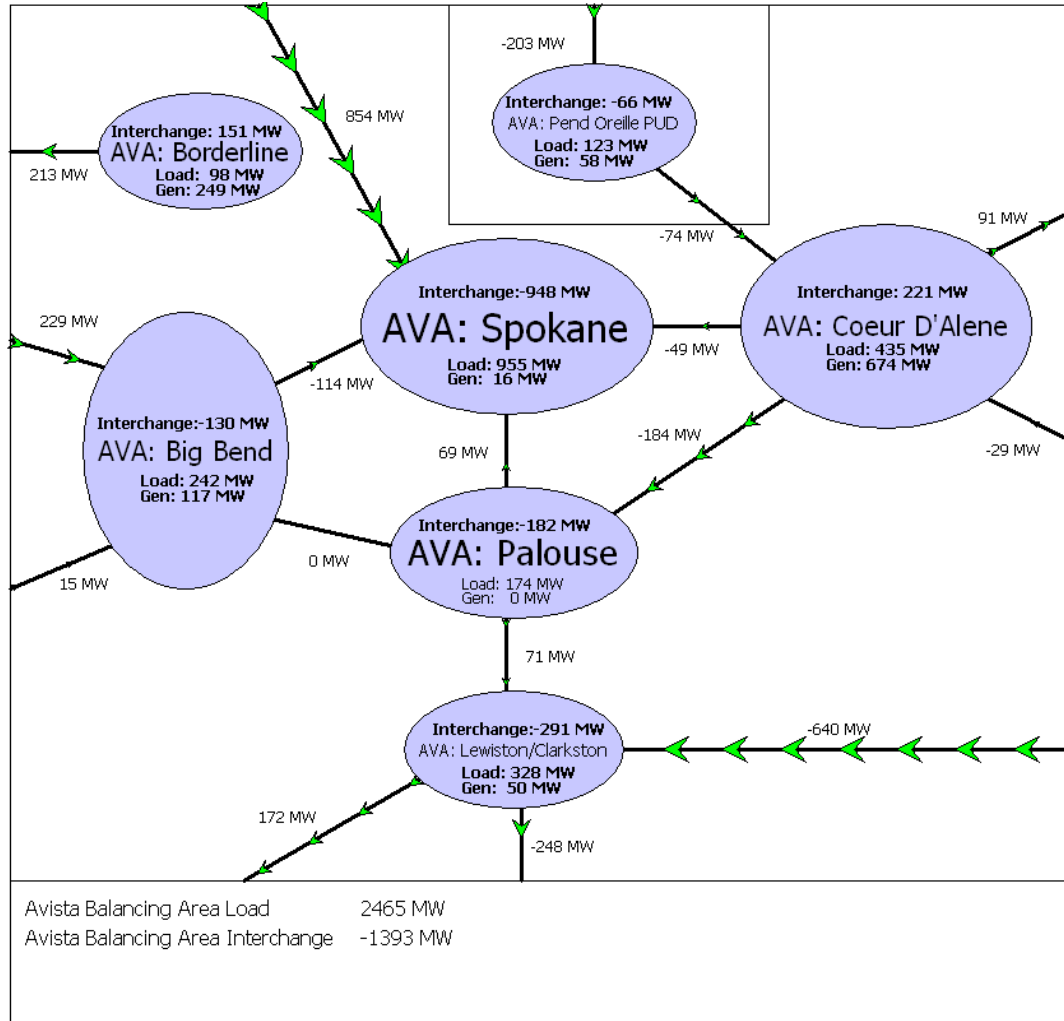 -203 MW
Interchange: -66 MW
AVA: Pend Oreille PUD
Load: 123 MW
Gen: 58 MW
854 MW
Interchange: 151 MW
AVA: Borderline
Load: 98 MW
Gen: 249 MW
213 MW
-74 MW
91 MW
Interchange:-948 MW
AVA: Spokane
Load: 955 MW
Gen: 16 MW
Interchange: 221 MW
AVA: Coeur D'Alene
Load: 435 MW
Gen: 674 MW
229 MW
-49 MW
-114 MW
Interchange:-130 MW
AVA: Big Bend
Load: 242 MW
Gen: 117 MW
69 MW
-184 MW
-29 MW
Interchange:-182 MW
AVA: Palouse
Load: 174 MW
Gen: 0 MW
0 MW
15 MW
71 MW
Interchange:-291 MW
AVA: Lewiston/Clarkston
Load: 328 MW
Gen: 50 MW
-640 MW
172 MW
-248 MW
Avista Balancing Area Load 2465 MW
Avista Balancing Area Interchange -1393 MW